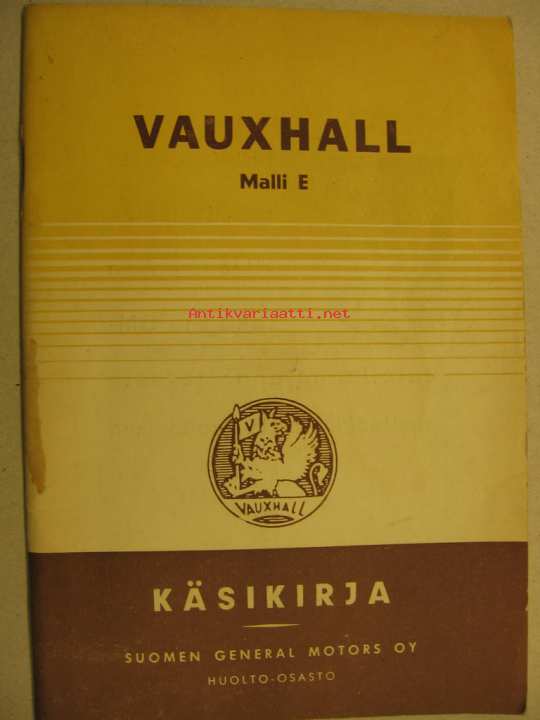 VAUXHALL
Malli E
Antikvariaatti.net
V
VAUXHALL
KÄSIKIRJA
SUOMEN GENERAL MOTORS OY
HUOLTO-OSASTO